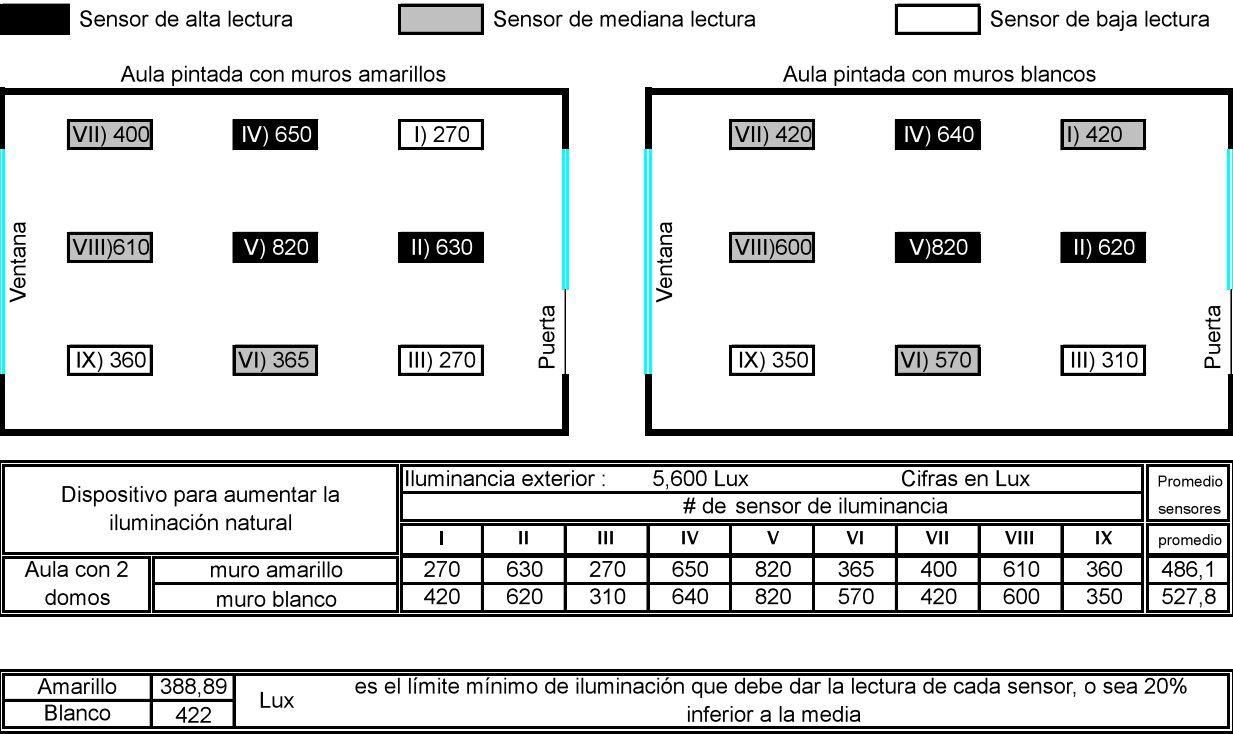 Sensor de alta lectura
Sensor de mediana lectura
Sensor de baja lectura
Aula pintada con muros amarillos
VII) 400
IV) 650
I) 270
Ventana
VIII)610
V) 820
II) 630
IX) 360
VI) 365
III) 270
Puerta
Aula pintada con muros blancos
VII) 420
IV) 640
I) 420
Ventana
VIII)600
V)820
II) 620
IX) 350
VI) 570
III) 310
Puerta
Dispositivo para aumentar la
iluminación natural
Iluminancia exterior : 5,600 Lux Cifras en Lux
# de sensor de iluminancia
Promedio
sensores
I II III IV V VI VII VIII IX promedio
Aula con 2
domos
muro amarillo 270 630 270 650 820 365 400 610 360 486,1
muro blanco 420 620 310 640 820 570 420 600 350 527,8
Amarillo 388,89
Blanco 422
Lux
es el límite mínimo de iluminación que debe dar la lectura de cada sensor, o sea 20%
inferior a la media